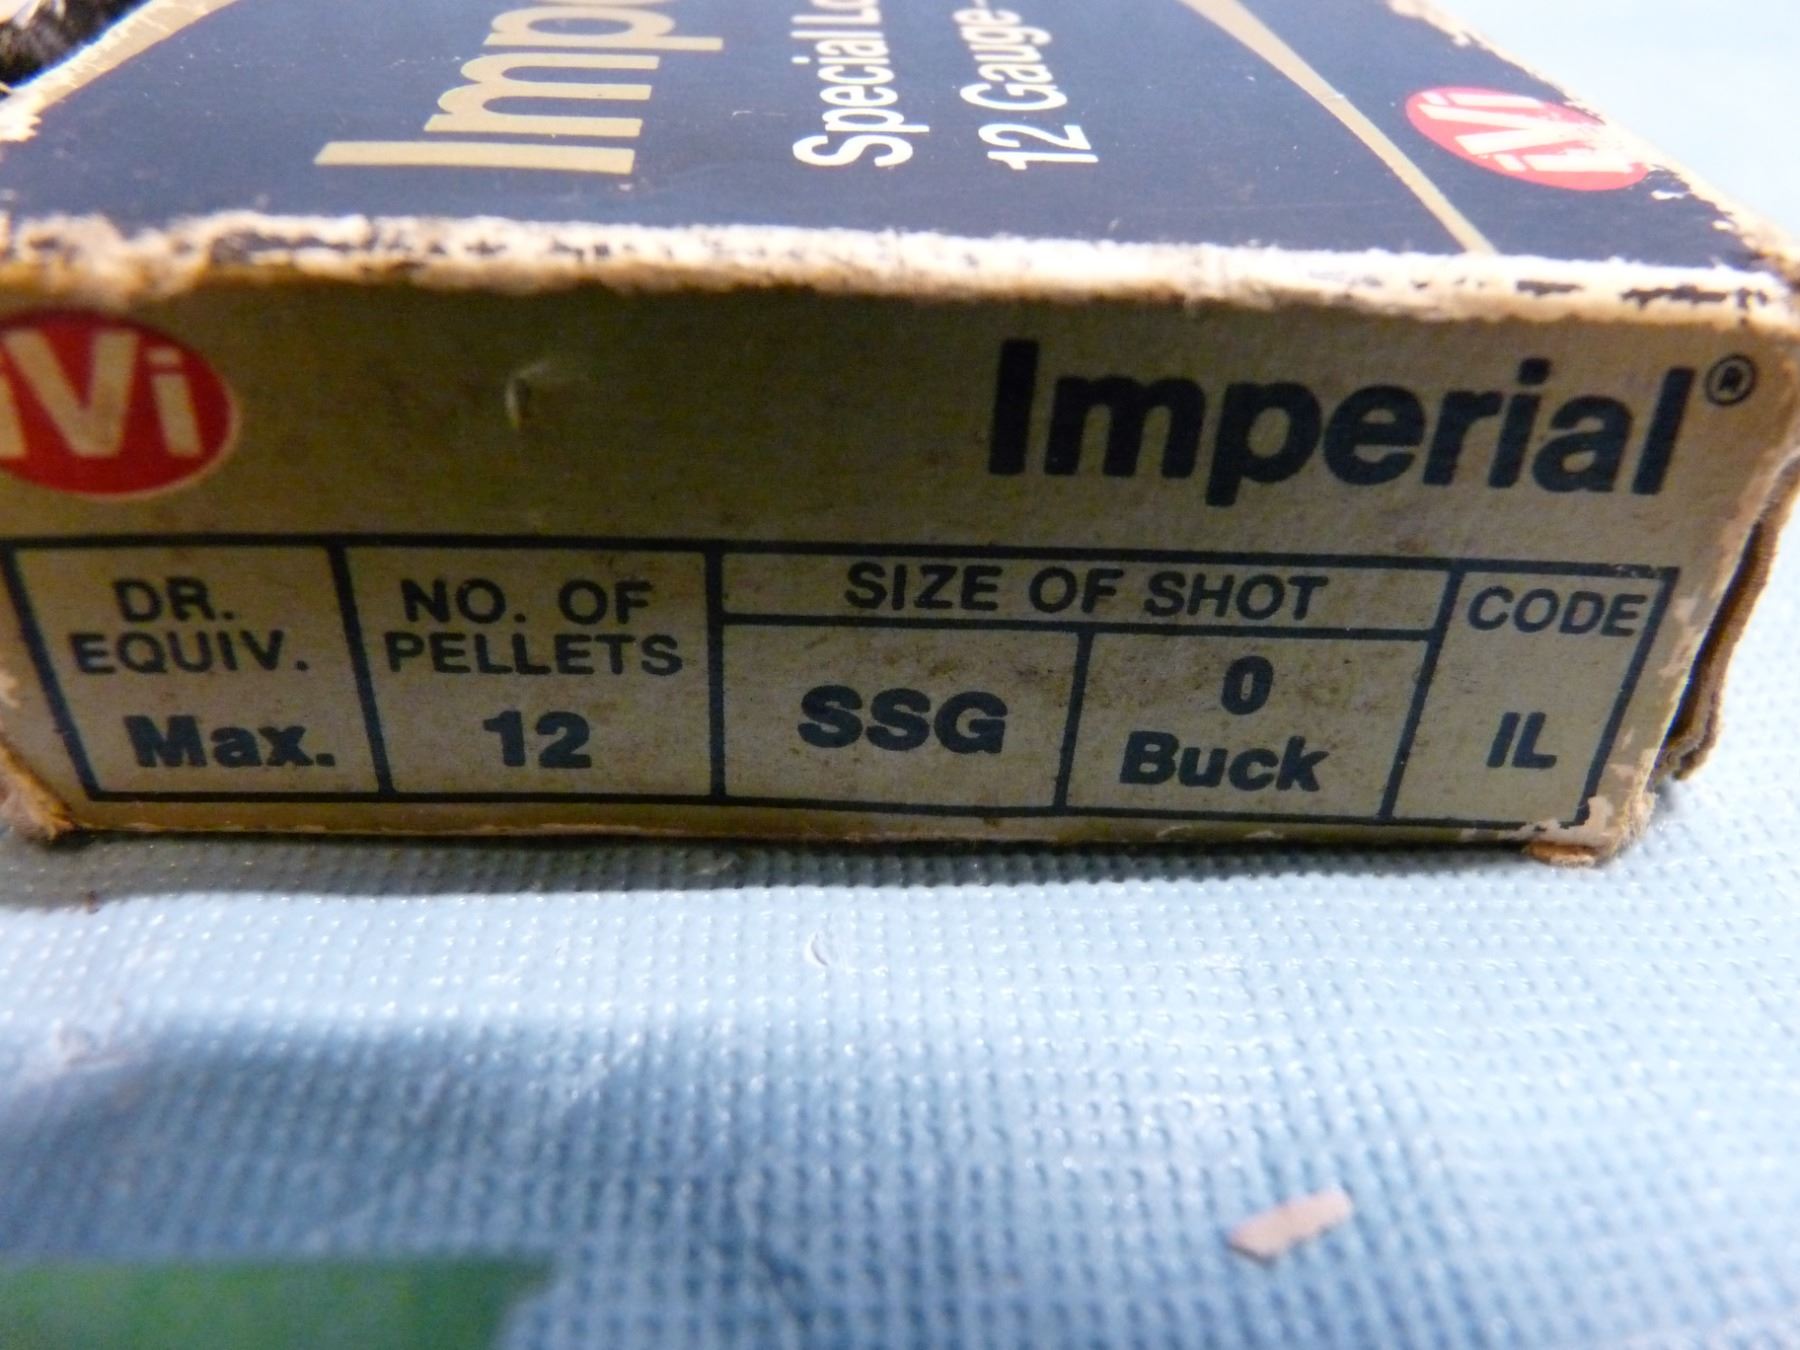 Imp
Special
12 Gauge
iVi
iVi
Imperial®
DR.
EQUIV.
Max.
NO. OF
PELLETS
12
SIZE OF SHOT
SSG
0
Buck
CODE
IL